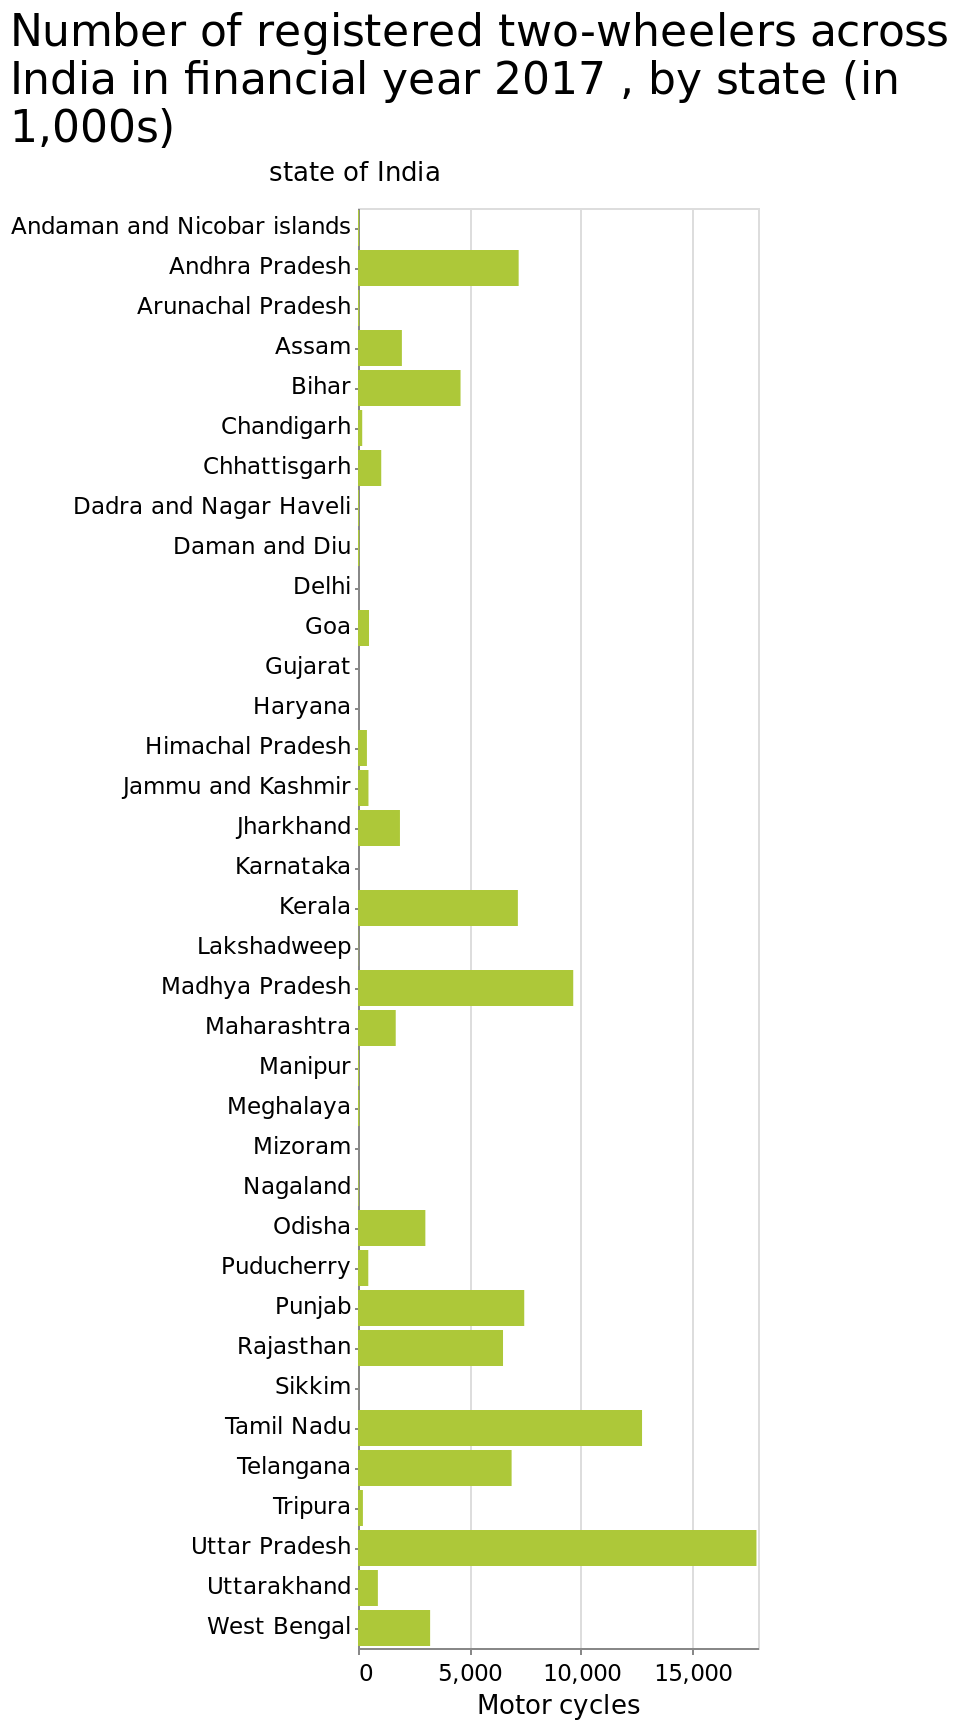 Number of registered two-wheelers across
India in financial year 2017 , by state (in
1,000s)
state of India
Andaman and Nicobar islands
Andhra Pradesh
Arunachal Pradesh
Assam
Bihar
Chandigarh
Chhattisgarh
Dadra and Nagar Haveli
Daman and Diu
Delhi
Goa
Gujarat
Haryana
Himachal Pradesh
Jammu and Kashmir
Jharkhand
Karnataka
Kerala
Lakshadweep
Madhya Pradesh
Maharashtra
Manipur
Meghalaya
Mizoram
Nagaland
Odisha
Puducherry
Punjab
Rajasthan
Sikkim
Tamil Nadu
Telangana
Tripura
Uttar Pradesh
Uttarakhand
West Bengal
0 5,000 10,000 15,000
Motor cycles